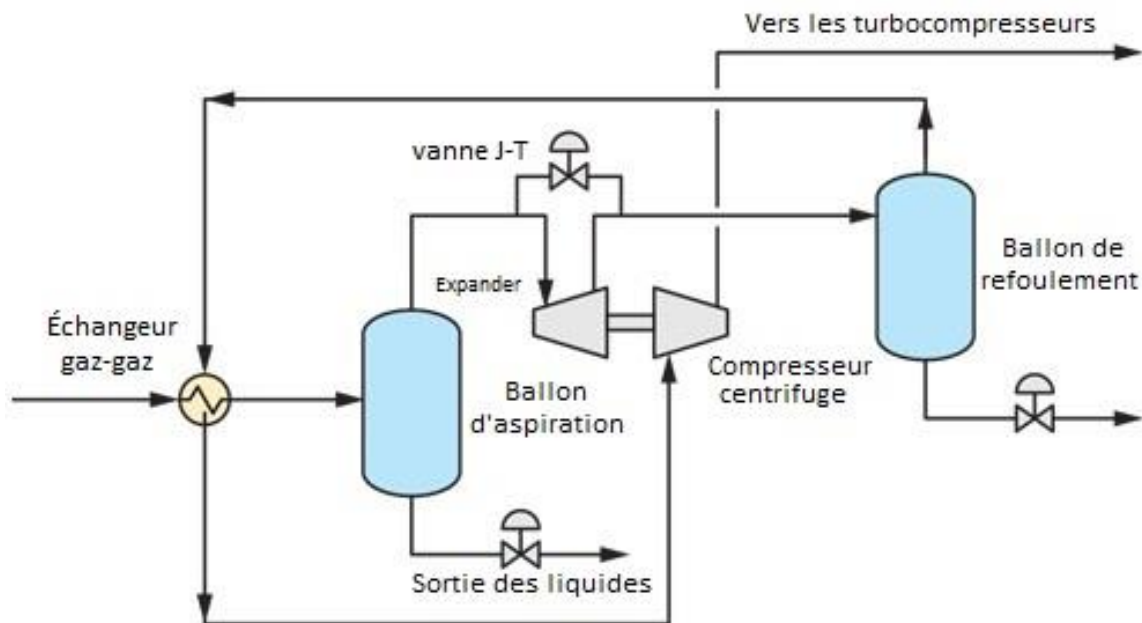 Vers les turbocompresseurs
vanne J-T
Expander
Ballon de
refoulement
Échangeur
gaz-gaz
Ballon
d'aspiration
Compresseur
centrifuge
Sortie des liquides